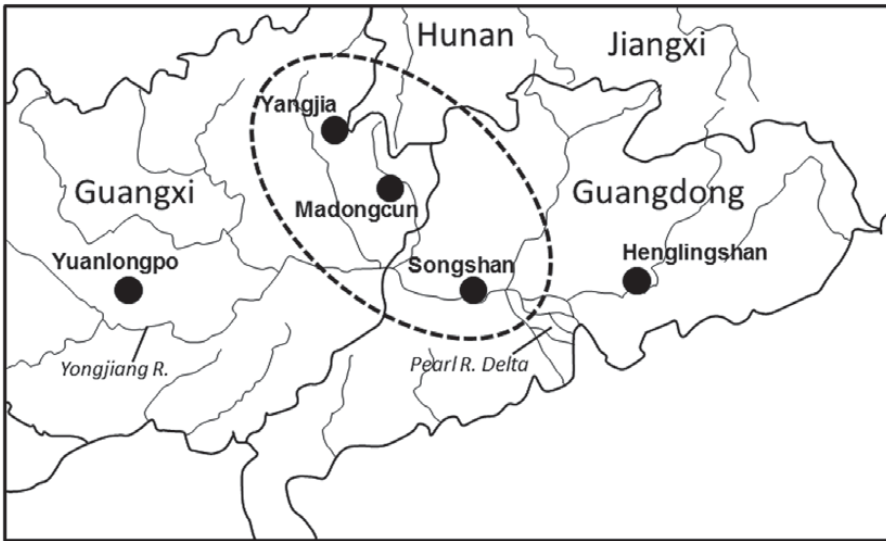 Hunan
Jiangxi
Yangjia
Guangxi
Madongcun
Guangdong
Yuanlongpo
Songshan
Henglingshan
Yongjiang R.
Pearl R. Delta